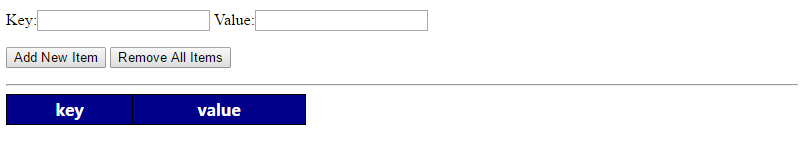 Key: Value:
Add New Item Remove All Items
key value